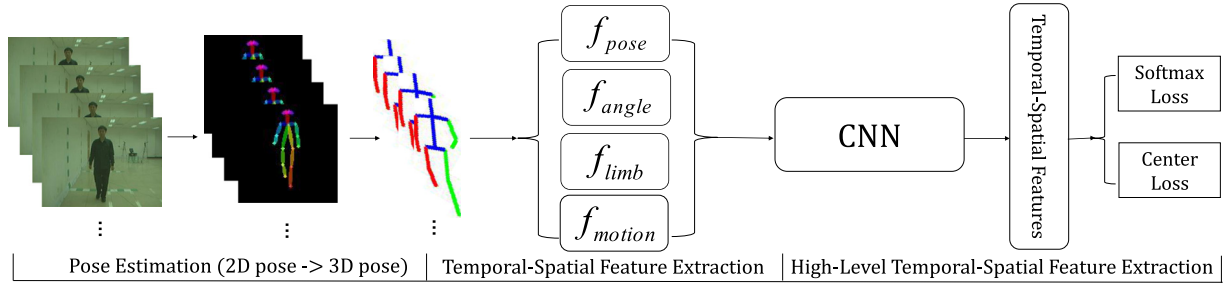 f_pose
f_angle
f_limb
f_motion
CNN
Temporal-Spatial Features
Softmax
Loss
Center
Loss
⋮
⋮
⋮
Pose Estimation (2D pose -> 3D pose)
Temporal-Spatial Feature Extraction
High-Level Temporal-Spatial Feature Extraction